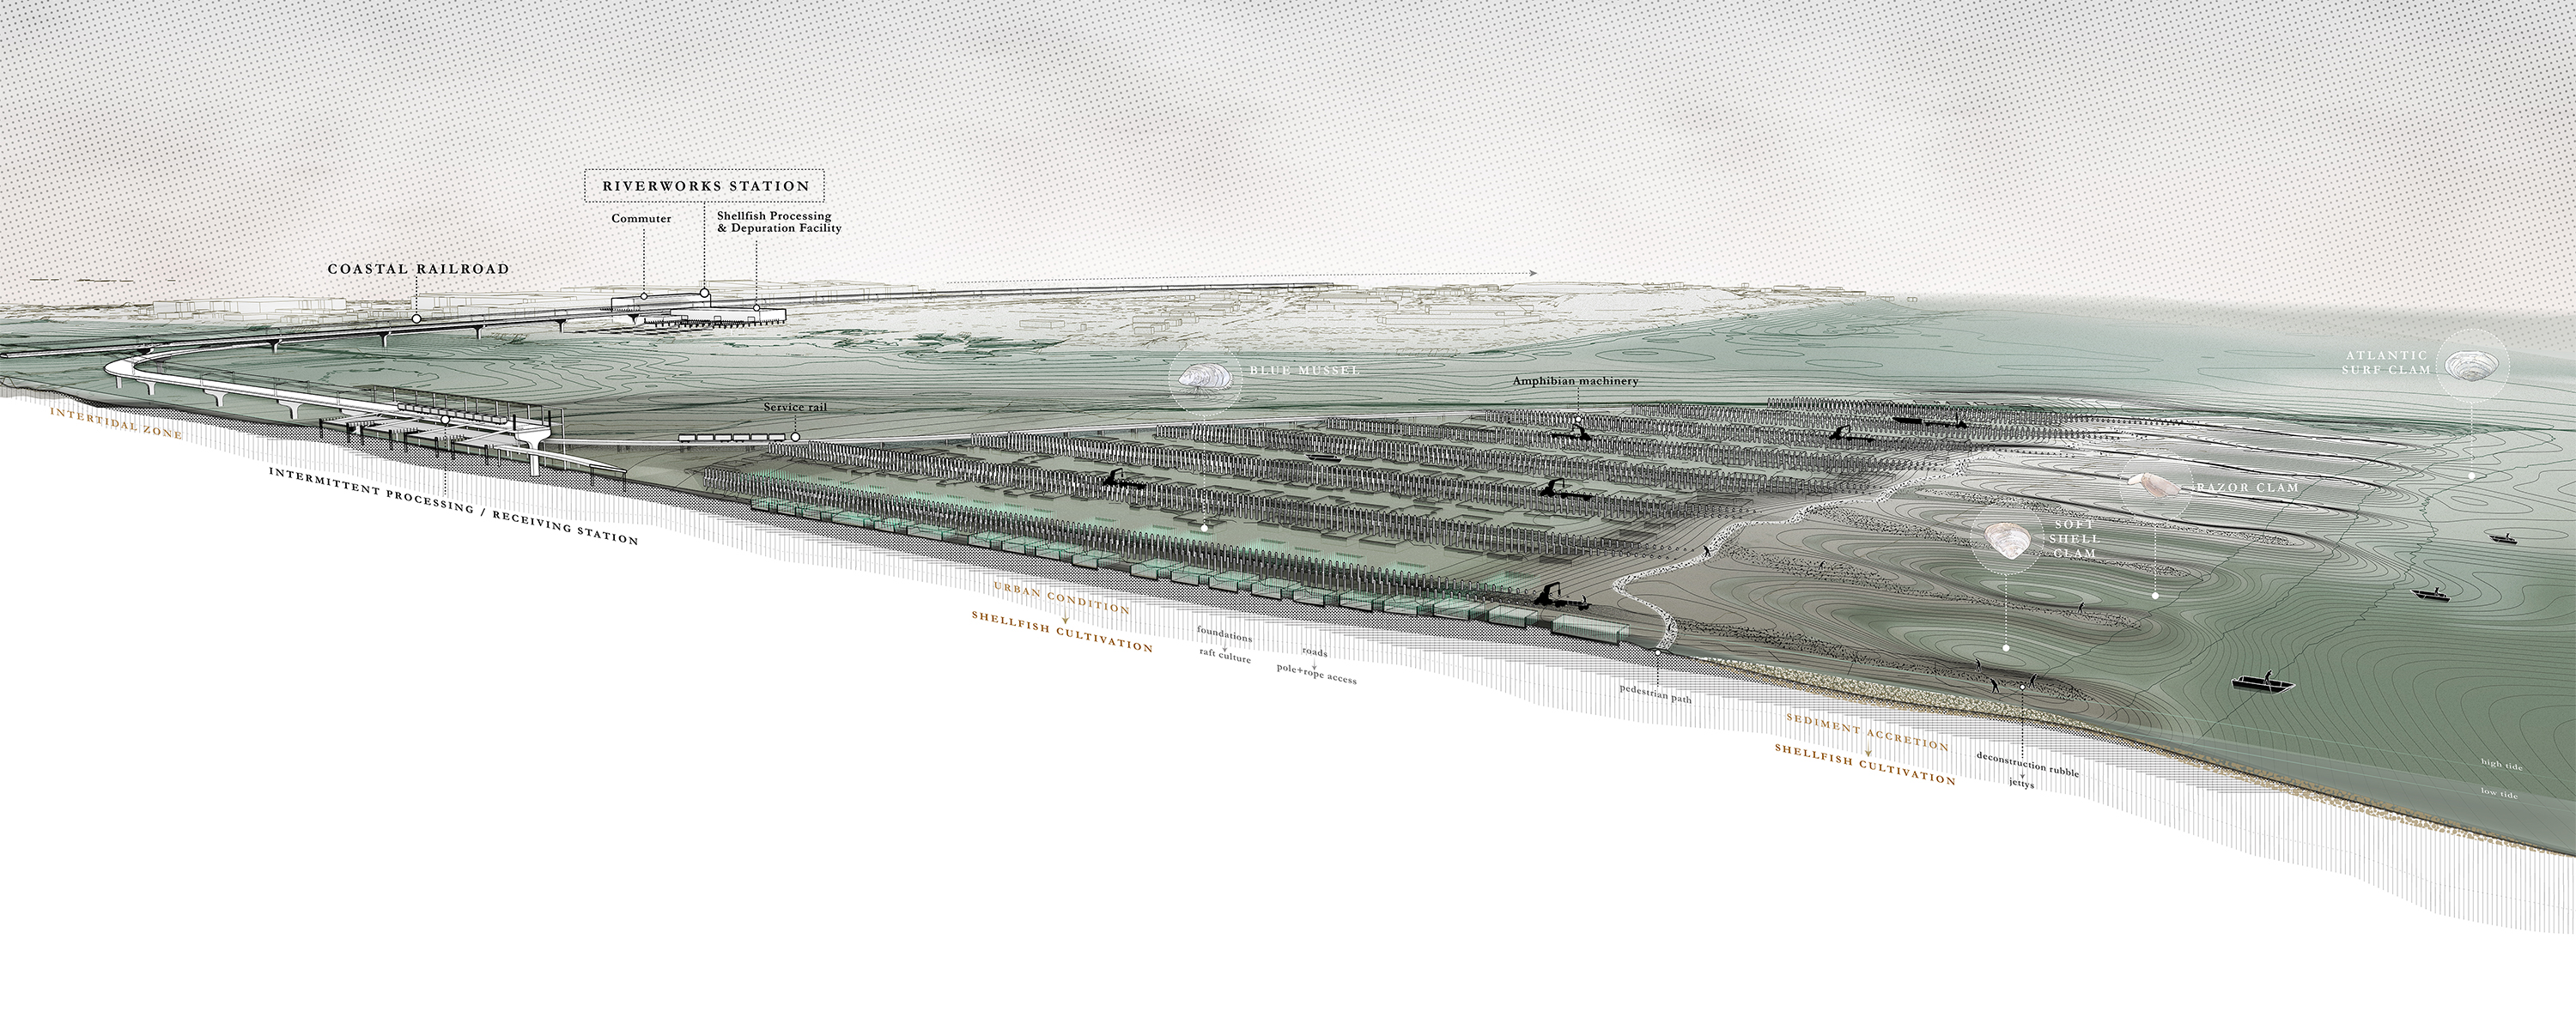 RIVERWORKS STATION
Commuter
Shellfish Processing
& Depuration Facility
COASTAL RAILROAD
ATLANTIC
SURF CLAM
BLUE MUSSEL
Amphibian machinery
Service rail
INTERTIDAL ZONE
INTERMITTENT PROCESSING / RECEIVING STATION
RAZOR CLAM
SOFT
SHELL
CLAM
URBAN CONDITION
SHELLFISH CULTIVATION
foundations
raft culture
roads
pole+rope access
pedestrian path
SEDIMENT ACCRETION
SHELLFISH CULTIVATION
deconstruction rubble
jettys
high tide
low tide